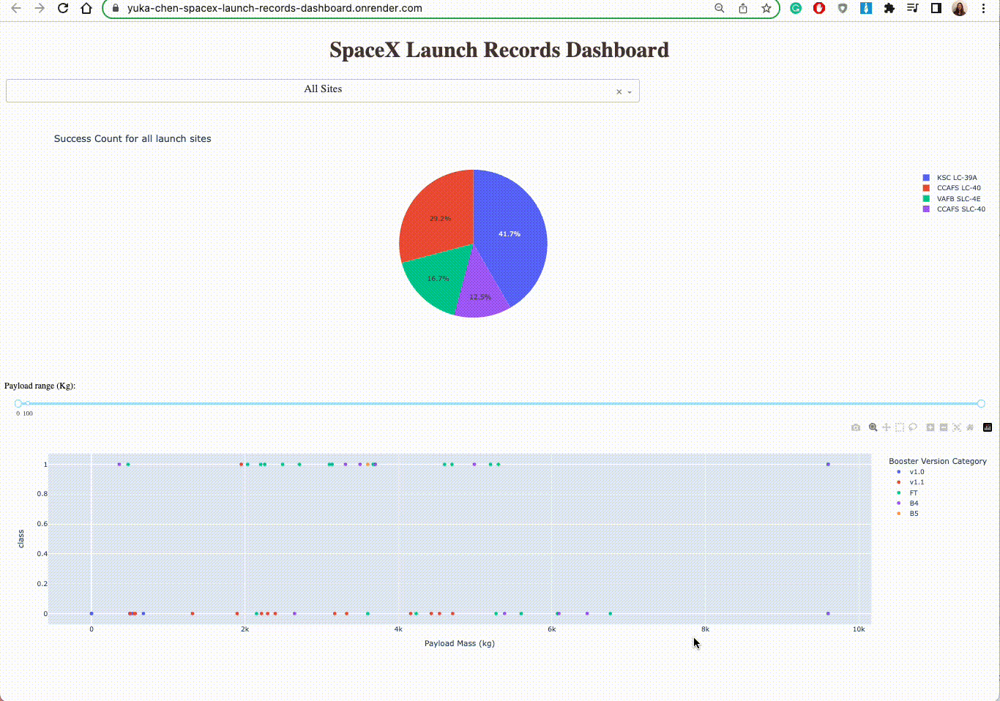 yuka-chen-spacex-launch-records-dashboard.onrender.com
SpaceX Launch Records Dashboard
All Sites
Success Count for all launch sites
KSC LC-39A
CCAFS LC-40
VAFB SLC-4E
CCAFS SLC-40
29.2%
41.7%
16.7%
12.5%
Payload range (Kg):
0 100
Booster Version Category
v1.0
v1.1
FT
B4
B5
1
0.8
0.6
0.4
0.2
0
class
0 2k 4k 6k 8k 10k
Payload Mass (kg)